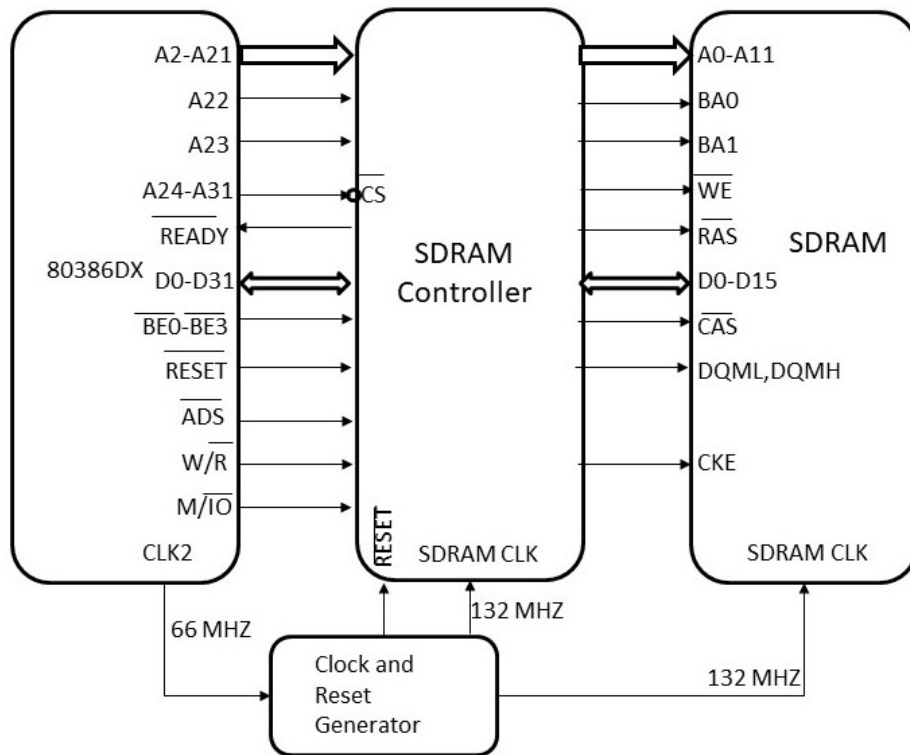 A2-A21
A22
A23
A24-A31
READY
80386DX
D0-D31
BE0-BE3
RESET
ADS
W/R
M/IO
CLK2
CS
SDRAM
Controller
RESET
SDRAM CLK
A0-A11
BA0
BA1
WE
RAS
SDRAM
D0-D15
CAS
DQML,DQMH
CKE
SDRAM CLK
66 MHZ
132 MHZ
Clock and
Reset
Generator
132 MHZ